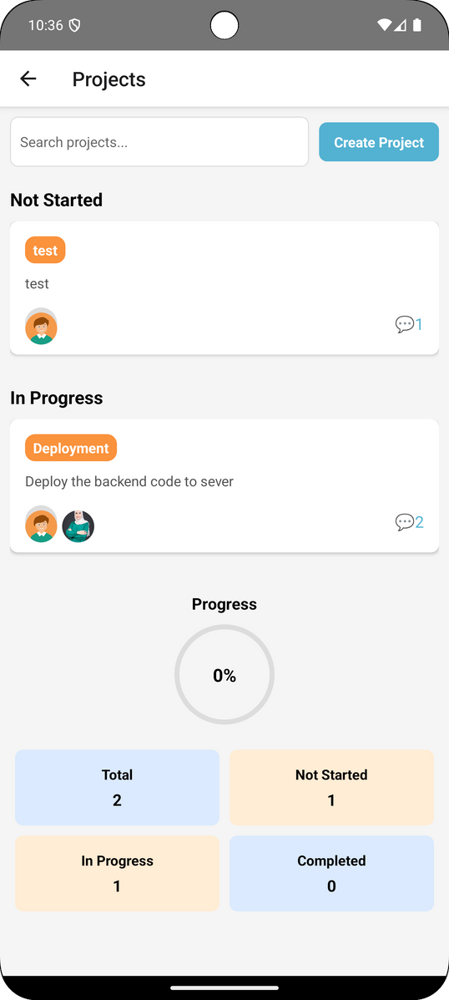 10:36
Projects
Search projects...
Create Project
Not Started
test
test
1
In Progress
Deployment
Deploy the backend code to sever
2
Progress
0%
Total
2
Not Started
1
In Progress
1
Completed
0